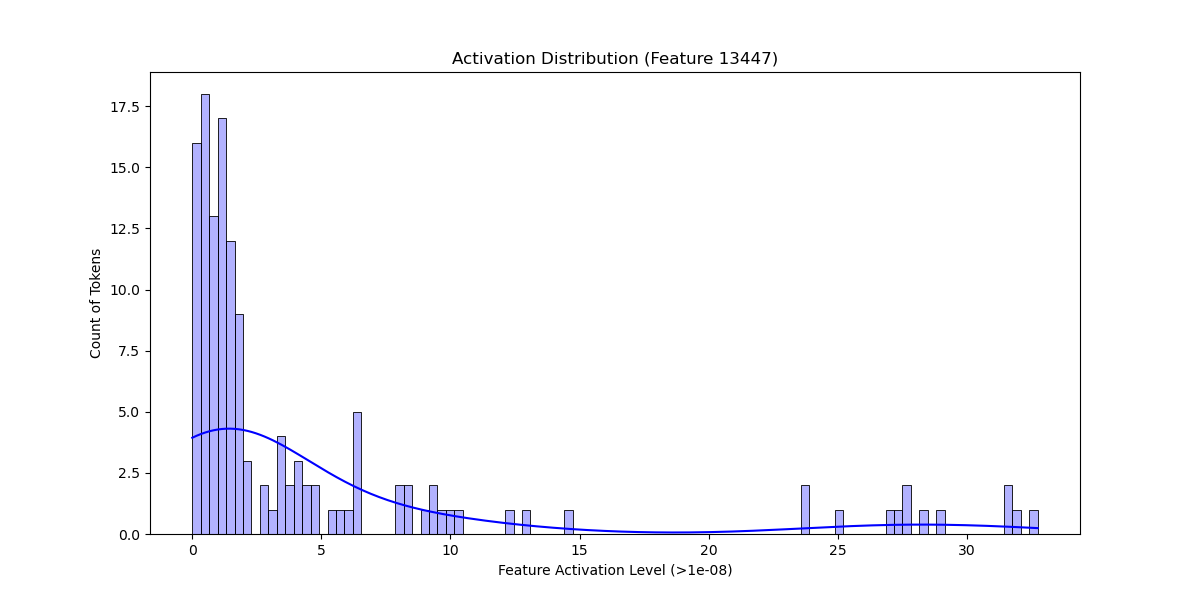 Activation Distribution (Feature 13447)
Count of Tokens
17.5
15.0
12.5
10.0
7.5
5.0
2.5
0.0
0 5 10 15 20 25 30
Feature Activation Level (>1e-08)